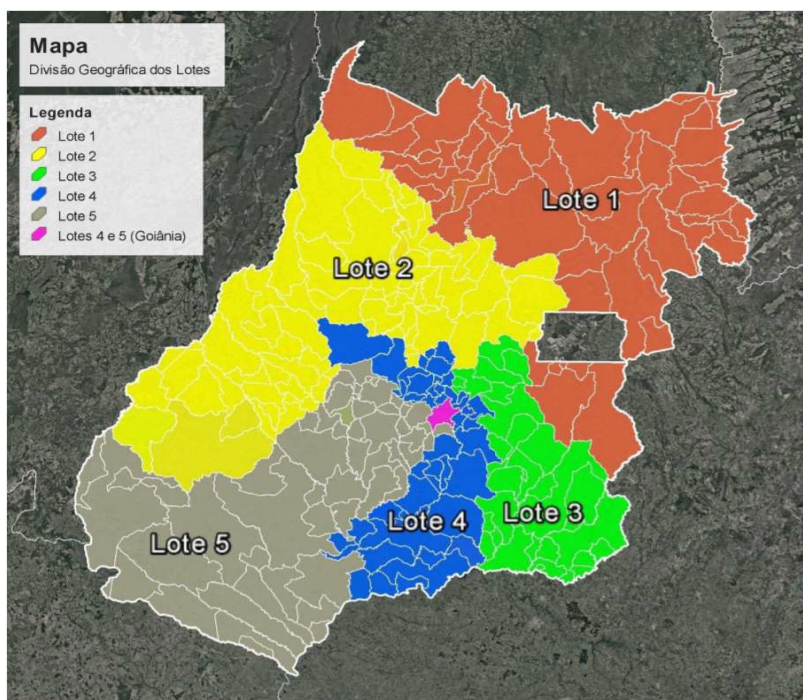 Mapa
Divisão Geográfica dos Lotes
Legenda
Lote 1
Lote 2
Lote 3
Lote 4
Lote 5
Lotes 4 e 5 (Goiânia)
Lote 1
Lote 2
Lote 3
Lote 4
Lote 5